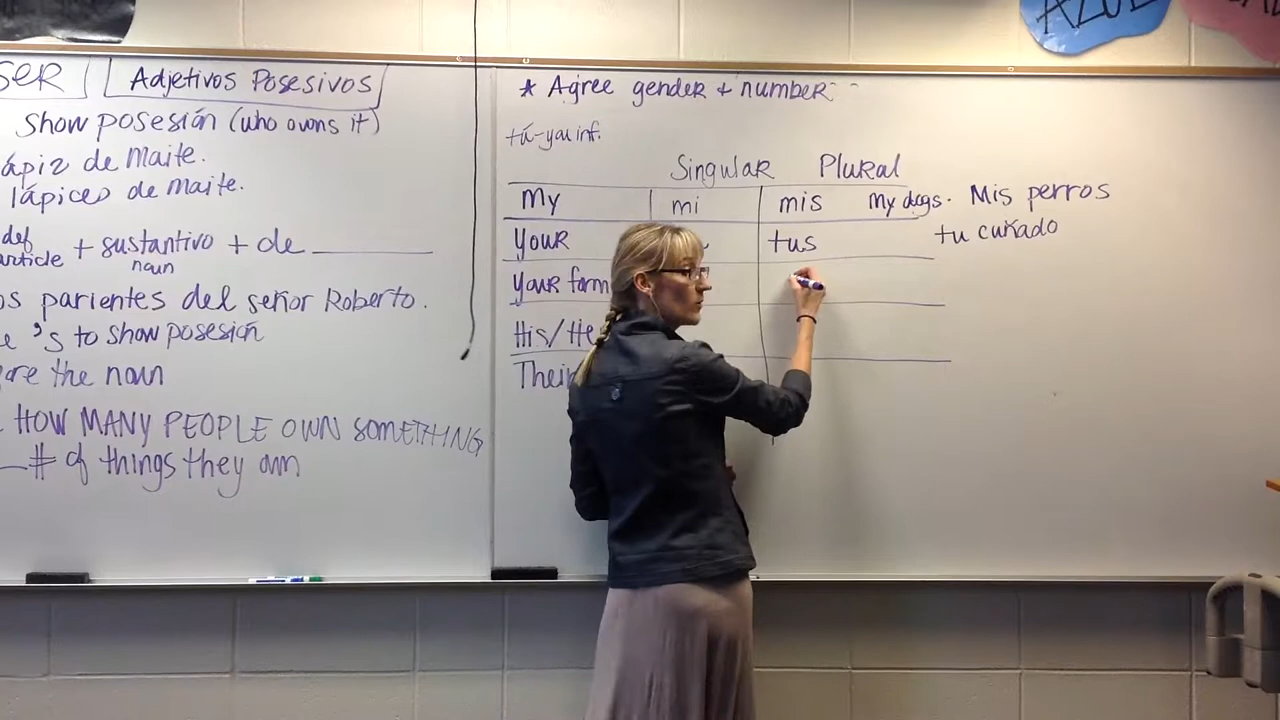 SER
Adjetivos Posesivos
Show posesión (who owns it)
lápiz de Maite.
lápices de Maite.
def article + sustantivo noun + de ________
os parientes del señor Roberto.
's to show posesión
the noun
HOW MANY PEOPLE OWN SOMETHING
# of things they own
* Agree gender + number
tú-you inf.
Singular Plural
My mi mis My dogs. Mis perros
Your tus tu cuñado
Your form
His/He
Their
AZUL